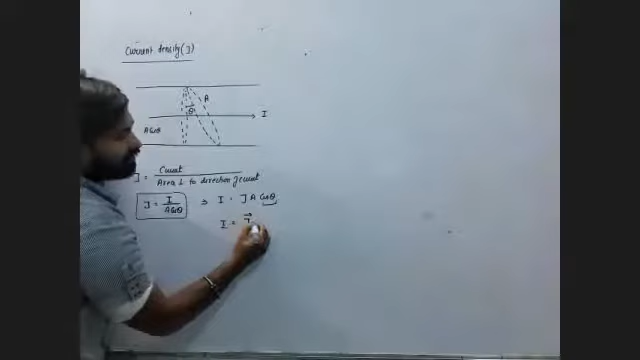 Current density (J)
A
θ
I
A Cosθ
J = Current
Area ⊥ to direction of current
J = I / A Cosθ ⇒ I = J A Cosθ
I = J⃗